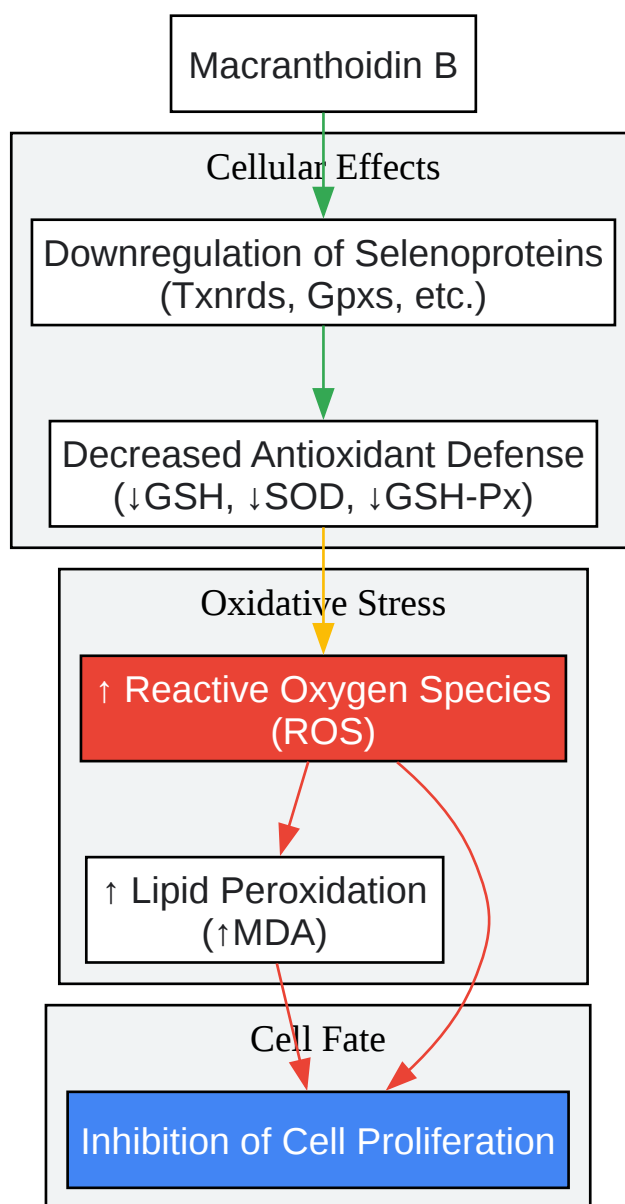 Macranthoidin B
Cellular Effects
Downregulation of Selenoproteins
(Txnrds, Gpxs, etc.)
Decreased Antioxidant Defense
(↓GSH, ↓SOD, ↓GSH-Px)
Oxidative Stress
↑ Reactive Oxygen Species
(ROS)
↑ Lipid Peroxidation
(↑MDA)
Cell Fate
Inhibition of Cell Proliferation